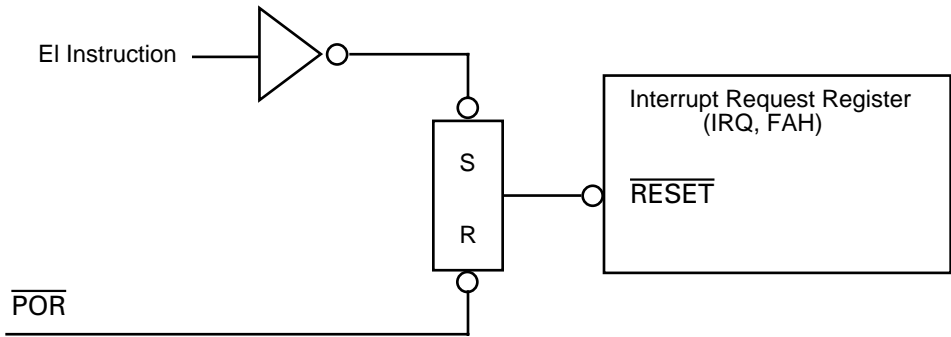 EI Instruction
Interrupt Request Register
(IRQ, FAH)
S
R
RESET
POR